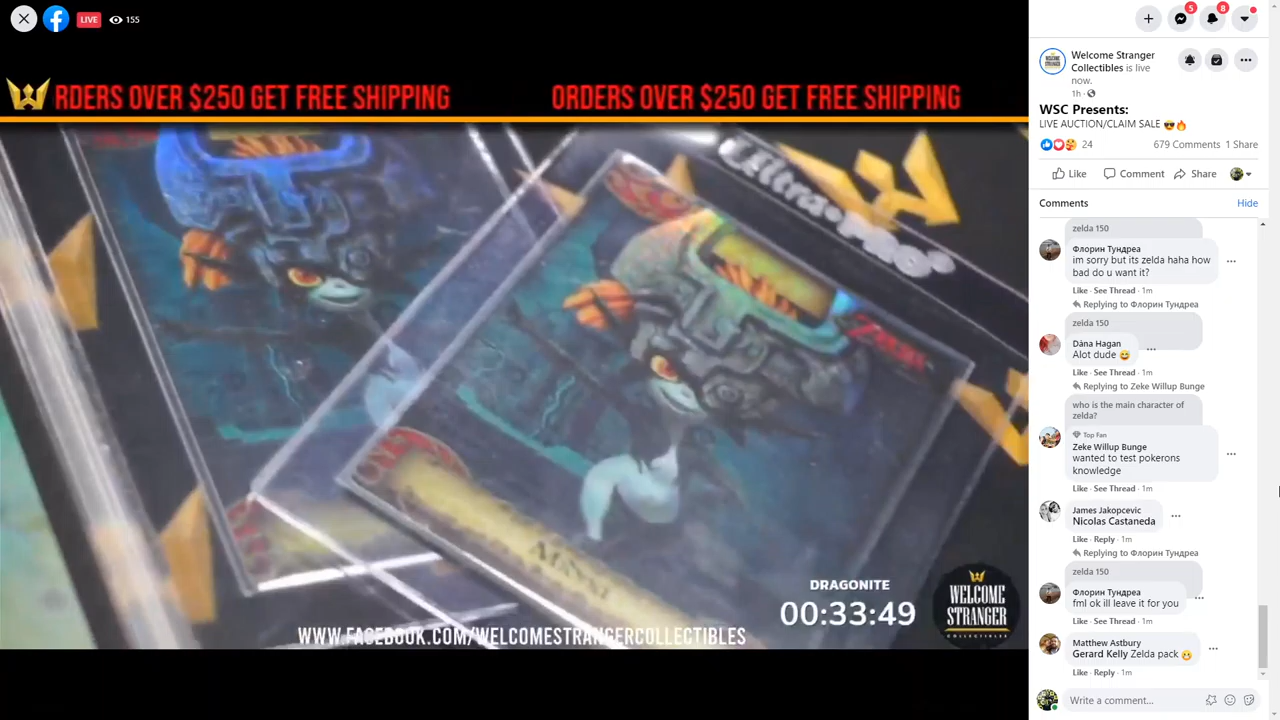 LIVE
155
RDERS OVER $250 GET FREE SHIPPING
ORDERS OVER $250 GET FREE SHIPPING
Ultra•Pro
DRAGONITE
00:33:49
WELCOME
STRANGER
COLLECTIBLES
WWW.FACEBOOK.COM/WELCOMESTRANGERCOLLECTIBLES
5
8
Welcome Stranger
Collectibles is live
now.
1h ·
WSC Presents:
LIVE AUCTION/CLAIM SALE 😎🔥
24
679 Comments 1 Share
Like
Comment
Share
Comments
Hide
zelda 150
Флорин Тундреа
im sorry but its zelda haha how
bad do u want it?
Like · See Thread · 1m
Replying to Флорин Тундреа
zelda 150
Dàna Hagan
Alot dude 😄
Like · See Thread · 1m
Replying to Zeke Willup Bunge
who is the main character of
zelda?
Top Fan
Zeke Willup Bunge
wanted to test pokerons
knowledge
Like · See Thread · 1m
James Jakopcevic
Nicolas Castaneda
Like · Reply · 1m
Replying to Флорин Тундреа
zelda 150
Флорин Тундреа
fml ok ill leave it for you
Like · See Thread · 1m
Matthew Astbury
Gerard Kelly Zelda pack 🤭
Like · Reply · 1m
Write a comment...